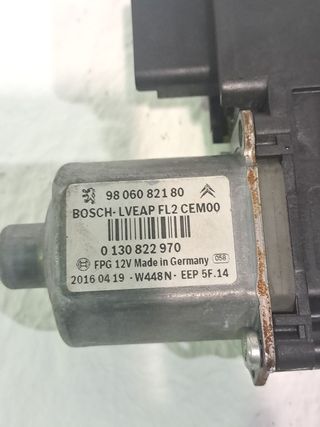 98 060 821 80
BOSCH-LVEAP FL2 CEM00
0 130 822 970
FPG 12V Made in Germany 058
2016 04 19 - W448N - EEP 5F.14